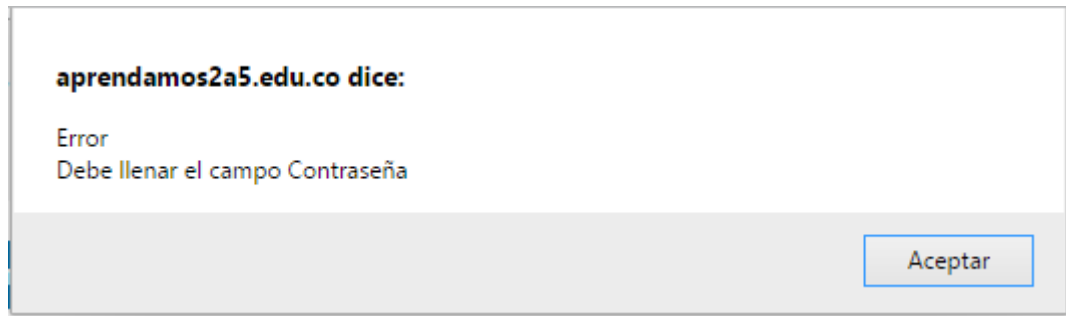 aprendamos2a5.edu.co dice:
Error
Debe llenar el campo Contraseña
Aceptar